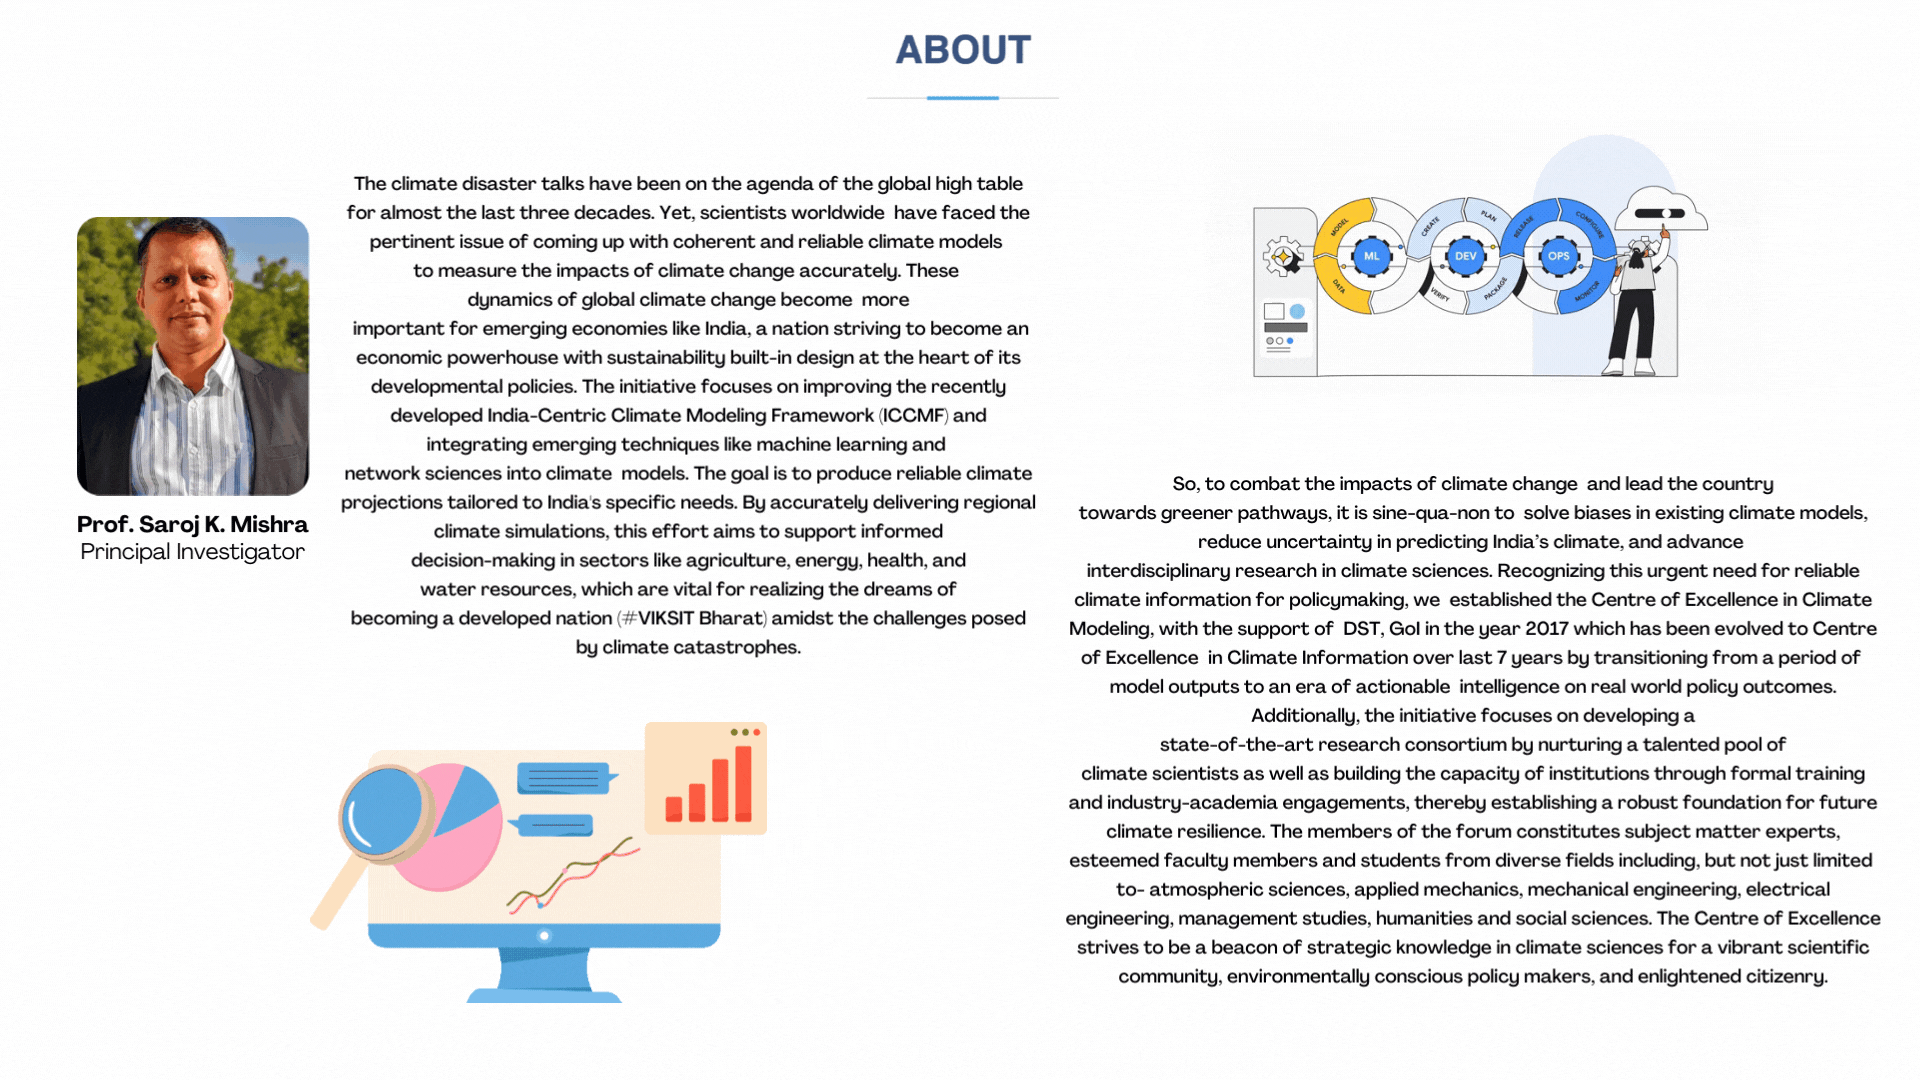 ABOUT
The climate disaster talks have been on the agenda of the global high table
for almost the last three decades. Yet, scientists worldwide have faced the
pertinent issue of coming up with coherent and reliable climate models
to measure the impacts of climate change accurately. These
dynamics of global climate change become more
important for emerging economies like India, a nation striving to become an
economic powerhouse with sustainability built-in design at the heart of its
developmental policies. The initiative focuses on improving the recently
developed India-Centric Climate Modeling Framework (ICCMF) and
integrating emerging techniques like machine learning and
network sciences into climate models. The goal is to produce reliable climate
projections tailored to India's specific needs. By accurately delivering regional
climate simulations, this effort aims to support informed
decision-making in sectors like agriculture, energy, health, and
water resources, which are vital for realizing the dreams of
becoming a developed nation (#VIKSIT Bharat) amidst the challenges posed
by climate catastrophes.
Prof. Saroj K. Mishra
Principal Investigator
MODEL
DATA
ML
CREATE
PLAN
VERIFY
PACKAGE
DEV
RELEASE
CONFIGURE
MONITOR
OPS
So, to combat the impacts of climate change and lead the country
towards greener pathways, it is sine-qua-non to solve biases in existing climate models,
reduce uncertainty in predicting India’s climate, and advance
interdisciplinary research in climate sciences. Recognizing this urgent need for reliable
climate information for policymaking, we established the Centre of Excellence in Climate
Modeling, with the support of DST, GoI in the year 2017 which has been evolved to Centre
of Excellence in Climate Information over last 7 years by transitioning from a period of
model outputs to an era of actionable intelligence on real world policy outcomes.
Additionally, the initiative focuses on developing a
state-of-the-art research consortium by nurturing a talented pool of
climate scientists as well as building the capacity of institutions through formal training
and industry-academia engagements, thereby establishing a robust foundation for future
climate resilience. The members of the forum constitutes subject matter experts,
esteemed faculty members and students from diverse fields including, but not just limited
to- atmospheric sciences, applied mechanics, mechanical engineering, electrical
engineering, management studies, humanities and social sciences. The Centre of Excellence
strives to be a beacon of strategic knowledge in climate sciences for a vibrant scientific
community, environmentally conscious policy makers, and enlightened citizenry.